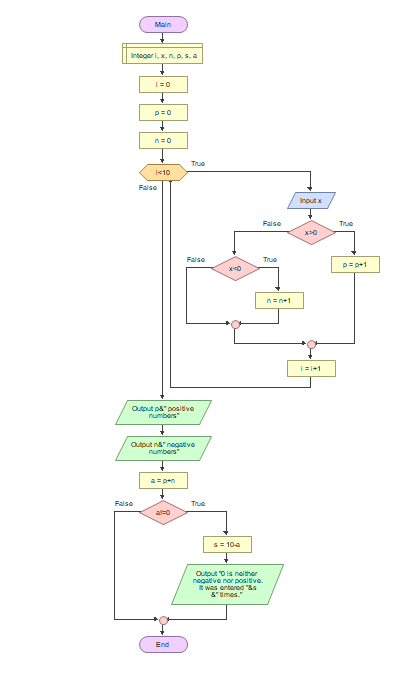 Main
Integer i, x, n, p, s, a
i = 0
p = 0
n = 0
i<10
True
False
Input x
False
True
x>0
False
True
x<0
p = p+1
n = n+1
i = i+1
Output p&" positive
numbers"
Output n&" negative
numbers"
a = p+n
False
True
a!=0
s = 10-a
Output "0 is neither
negative nor positive.
It was entered "&s
&" times."
End